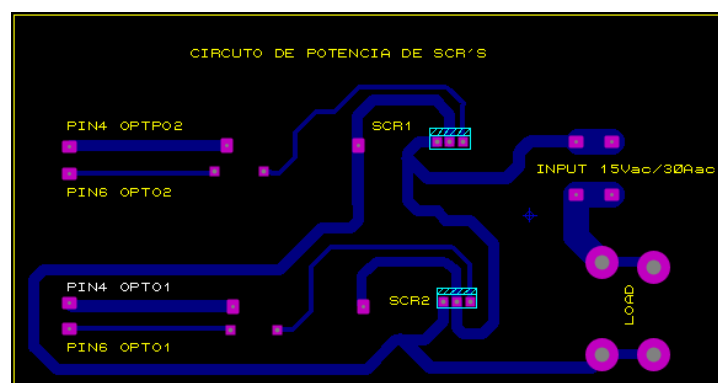 CIRCUTO DE POTENCIA DE SCR'S
PIN4 OPTPO2
SCR1
INPUT 15Vac/30Aac
PIN6 OPTO2
PIN4 OPTO1
SCR2
LOAD
PIN6 OPTO1